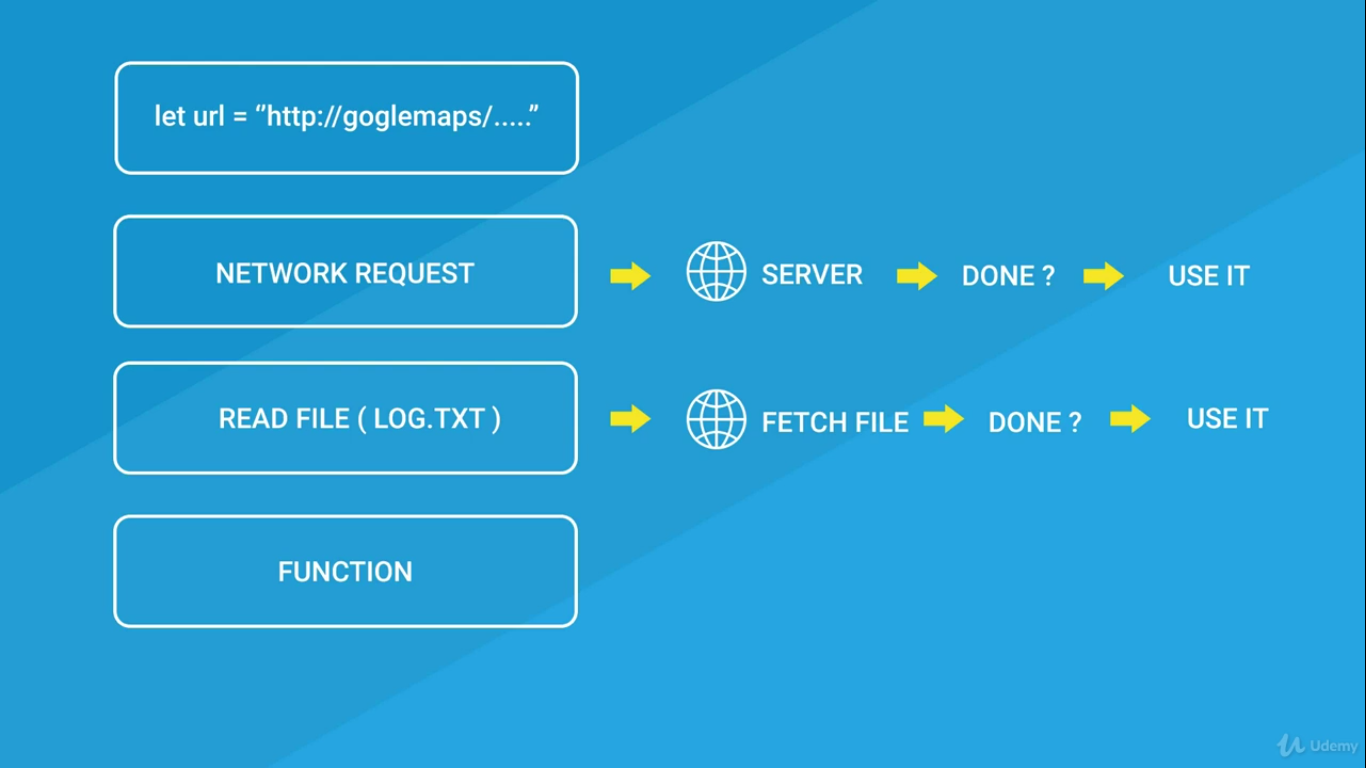 let url = “http://goglemaps/.....”
NETWORK REQUEST
SERVER
DONE ?
USE IT
READ FILE ( LOG.TXT )
FETCH FILE
DONE ?
USE IT
FUNCTION
Udemy